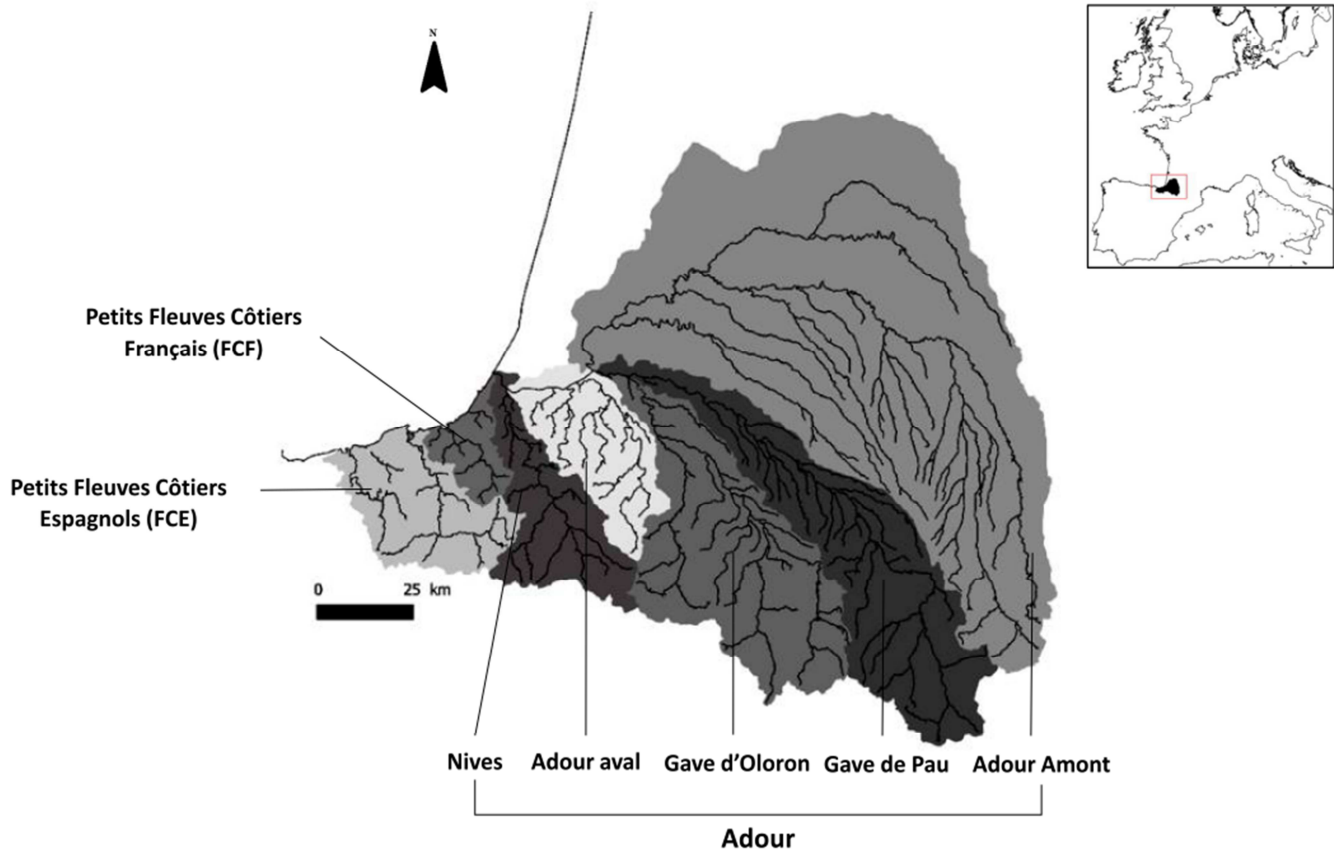 N
Petits Fleuves Côtiers
Français (FCF)
Petits Fleuves Côtiers
Espagnols (FCE)
0 25 km
Nives Adour aval Gave d’Oloron Gave de Pau Adour Amont
Adour